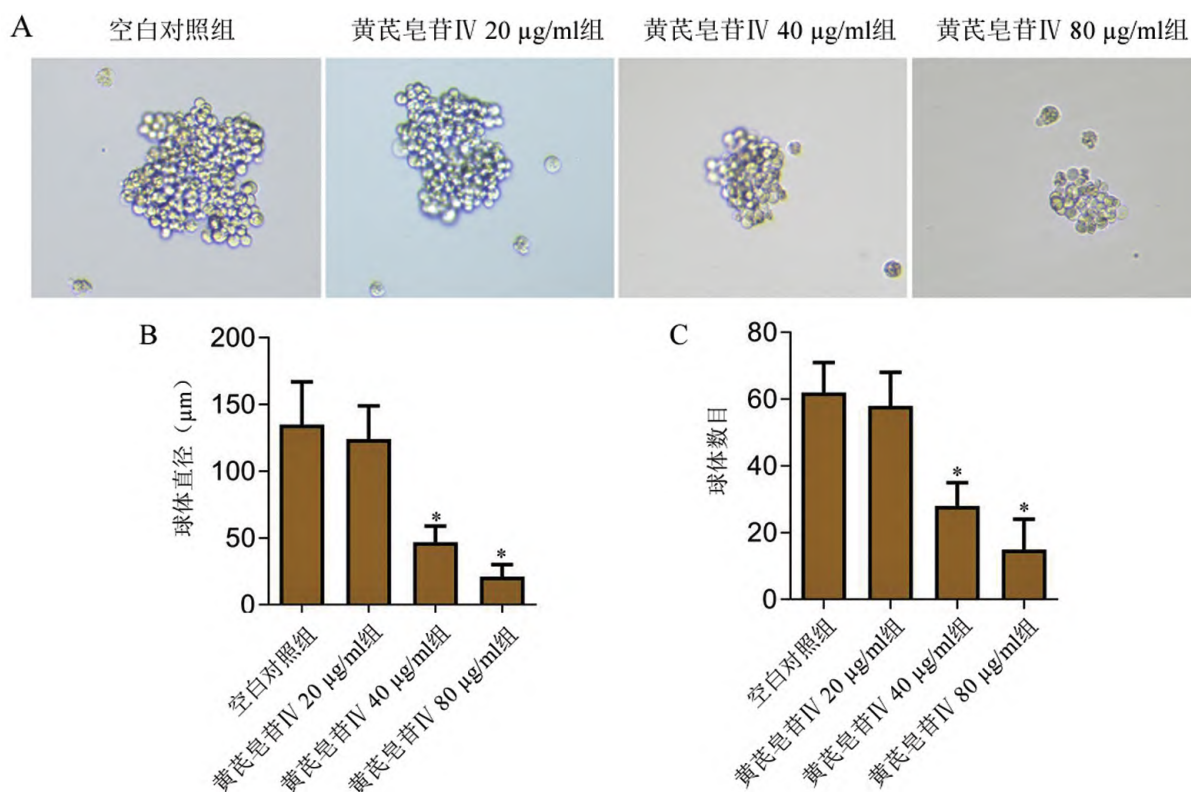 A
空白对照组
黄芪皂苷Ⅳ 20 μg/ml组
黄芪皂苷Ⅳ 40 μg/ml组
黄芪皂苷Ⅳ 80 μg/ml组
B
球体直径（μm）
200
150
100
50
0
*
*
空白对照组
黄芪皂苷Ⅳ 20 μg/ml组
黄芪皂苷Ⅳ 40 μg/ml组
黄芪皂苷Ⅳ 80 μg/ml组
C
球体数目
80
60
40
20
0
*
*
空白对照组
黄芪皂苷Ⅳ 20 μg/ml组
黄芪皂苷Ⅳ 40 μg/ml组
黄芪皂苷Ⅳ 80 μg/ml组